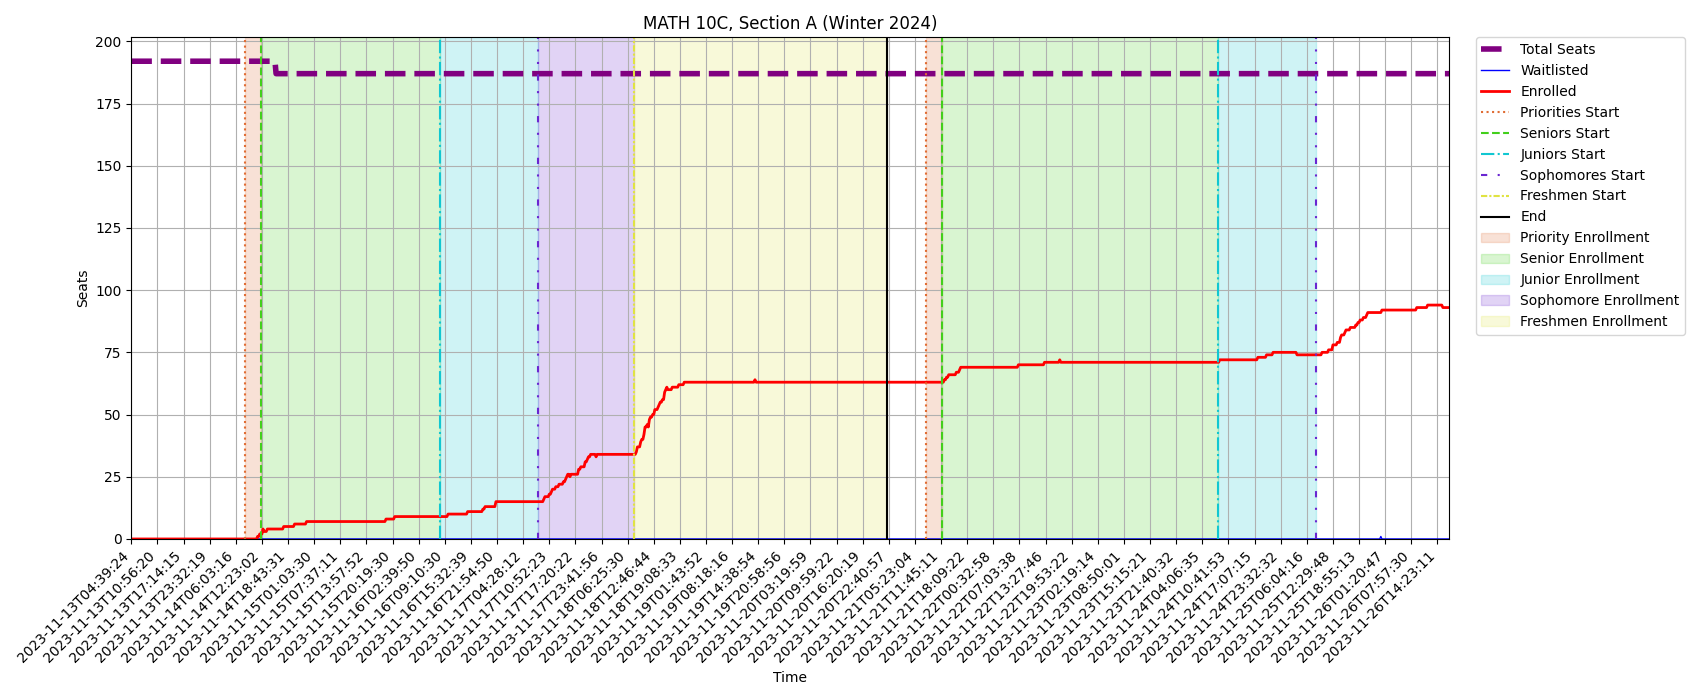 MATH 10C, Section A (Winter 2024)
200
175
150
125
100
75
50
25
0
Seats
2023-11-13T04:39:24
2023-11-13T10:56:20
2023-11-13T17:14:15
2023-11-13T23:32:19
2023-11-14T06:03:16
2023-11-14T12:23:02
2023-11-14T18:43:31
2023-11-15T01:03:30
2023-11-15T07:37:11
2023-11-15T13:57:52
2023-11-15T20:19:30
2023-11-16T02:39:50
2023-11-16T09:10:30
2023-11-16T15:32:39
2023-11-16T21:54:50
2023-11-17T04:28:12
2023-11-17T10:52:23
2023-11-17T17:20:22
2023-11-17T23:41:56
2023-11-18T06:25:30
2023-11-18T12:46:44
2023-11-18T19:08:33
2023-11-19T01:43:52
2023-11-19T08:18:16
2023-11-19T14:38:54
2023-11-19T20:58:56
2023-11-20T03:19:59
2023-11-20T09:59:22
2023-11-20T16:20:19
2023-11-20T22:40:57
2023-11-21T05:23:04
2023-11-21T11:45:11
2023-11-21T18:09:22
2023-11-22T00:32:58
2023-11-22T07:03:38
2023-11-22T13:27:46
2023-11-22T19:53:22
2023-11-23T02:19:14
2023-11-23T08:50:01
2023-11-23T15:15:21
2023-11-23T21:40:32
2023-11-24T04:06:35
2023-11-24T10:41:53
2023-11-24T17:07:15
2023-11-24T23:32:32
2023-11-25T06:04:16
2023-11-25T12:29:48
2023-11-25T18:55:13
2023-11-26T01:20:47
2023-11-26T07:57:30
2023-11-26T14:23:11
Time
Total Seats
Waitlisted
Enrolled
Priorities Start
Seniors Start
Juniors Start
Sophomores Start
Freshmen Start
End
Priority Enrollment
Senior Enrollment
Junior Enrollment
Sophomore Enrollment
Freshmen Enrollment